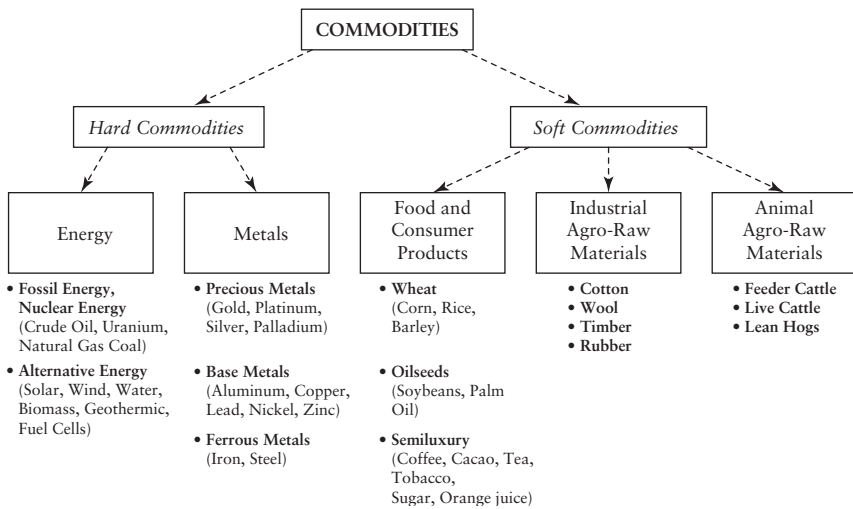 COMMODITIES
Hard Commodities
Soft Commodities
Energy
Metals
Food and
Consumer
Products
Industrial
Agro-Raw
Materials
Animal
Agro-Raw
Materials
• Fossil Energy,
Nuclear Energy
(Crude Oil, Uranium,
Natural Gas Coal)
• Alternative Energy
(Solar, Wind, Water,
Biomass, Geothermic,
Fuel Cells)
• Precious Metals
(Gold, Platinum,
Silver, Palladium)
• Base Metals
(Aluminum, Copper,
Lead, Nickel, Zinc)
• Ferrous Metals
(Iron, Steel)
• Wheat
(Corn, Rice,
Barley)
• Oilseeds
(Soybeans, Palm
Oil)
• Semiluxury
(Coffee, Cacao, Tea,
Tobacco,
Sugar, Orange juice)
• Cotton
• Wool
• Timber
• Rubber
• Feeder Cattle
• Live Cattle
• Lean Hogs